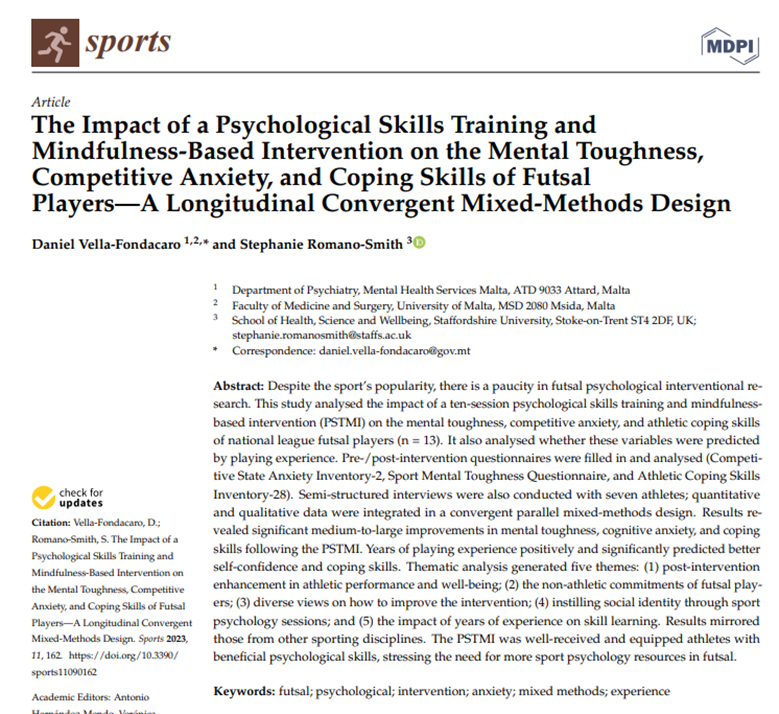 sports
MDPI
Article
The Impact of a Psychological Skills Training and
Mindfulness-Based Intervention on the Mental Toughness,
Competitive Anxiety, and Coping Skills of Futsal
Players—A Longitudinal Convergent Mixed-Methods Design
Daniel Vella-Fondacaro 1,2,* and Stephanie Romano-Smith 3
1 Department of Psychiatry, Mental Health Services Malta, ATD 9033 Attard, Malta
2 Faculty of Medicine and Surgery, University of Malta, MSD 2080 Msida, Malta
3 School of Health, Science and Wellbeing, Staffordshire University, Stoke-on-Trent ST4 2DF, UK;
stephanie.romanosmith@staffs.ac.uk
* Correspondence: daniel.vella-fondacaro@gov.mt
Abstract: Despite the sport's popularity, there is a paucity in futsal psychological interventional re-
search. This study analysed the impact of a ten-session psychological skills training and mindfulness-
based intervention (PSTMI) on the mental toughness, competitive anxiety, and athletic coping skills
of national league futsal players (n = 13). It also analysed whether these variables were predicted
by playing experience. Pre-/post-intervention questionnaires were filled in and analysed (Competi-
tive State Anxiety Inventory-2, Sport Mental Toughness Questionnaire, and Athletic Coping Skills
Inventory-28). Semi-structured interviews were also conducted with seven athletes; quantitative
and qualitative data were integrated in a convergent parallel mixed-methods design. Results re-
vealed significant medium-to-large improvements in mental toughness, cognitive anxiety, and coping
skills following the PSTMI. Years of playing experience positively and significantly predicted better
self-confidence and coping skills. Thematic analysis generated five themes: (1) post-intervention
enhancement in athletic performance and well-being; (2) the non-athletic commitments of futsal play-
ers; (3) diverse views on how to improve the intervention; (4) instilling social identity through sport
psychology sessions; and (5) the impact of years of experience on skill learning. Results mirrored
those from other sporting disciplines. The PSTMI was well-received and equipped athletes with
beneficial psychological skills, stressing the need for more sport psychology resources in futsal.
Keywords: futsal; psychological; intervention; anxiety; mixed methods; experience
check for
updates
Citation: Vella-Fondacaro, D.;
Romano-Smith, S. The Impact of a
Psychological Skills Training and
Mindfulness-Based Intervention on
the Mental Toughness, Competitive
Anxiety, and Coping Skills of Futsal
Players—A Longitudinal Convergent
Mixed-Methods Design. Sports 2023,
11, 162. https://doi.org/10.3390/
sports11090162
Academic Editors: Antonio
Hernández-Mendo, Verónica